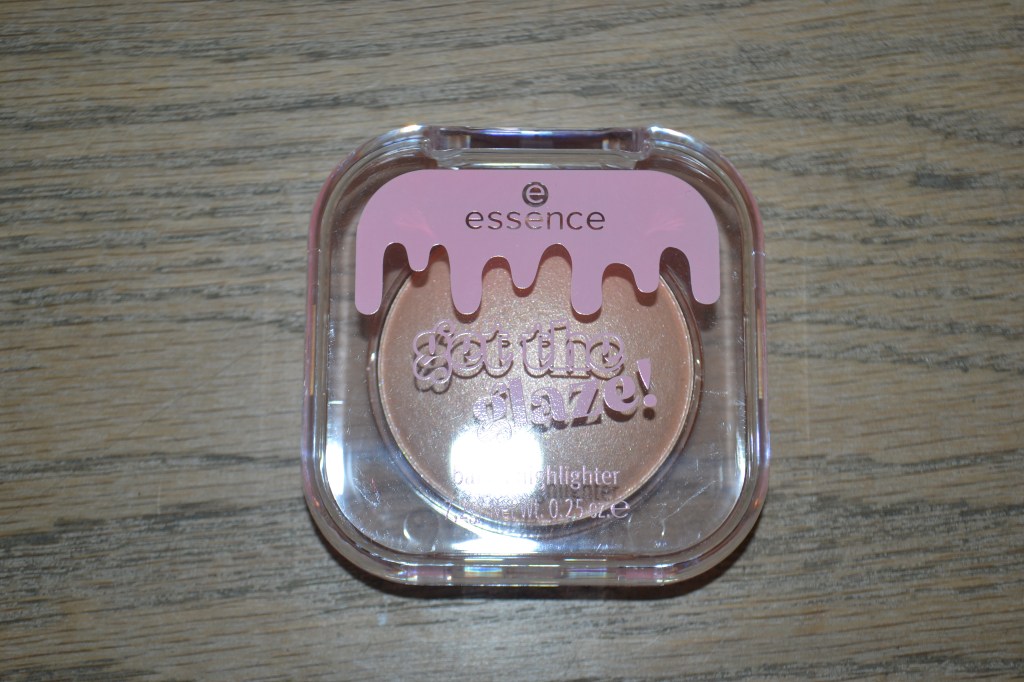 e
essence
get the
glaze!
highlighter
Net Wt. 0.25 oz e